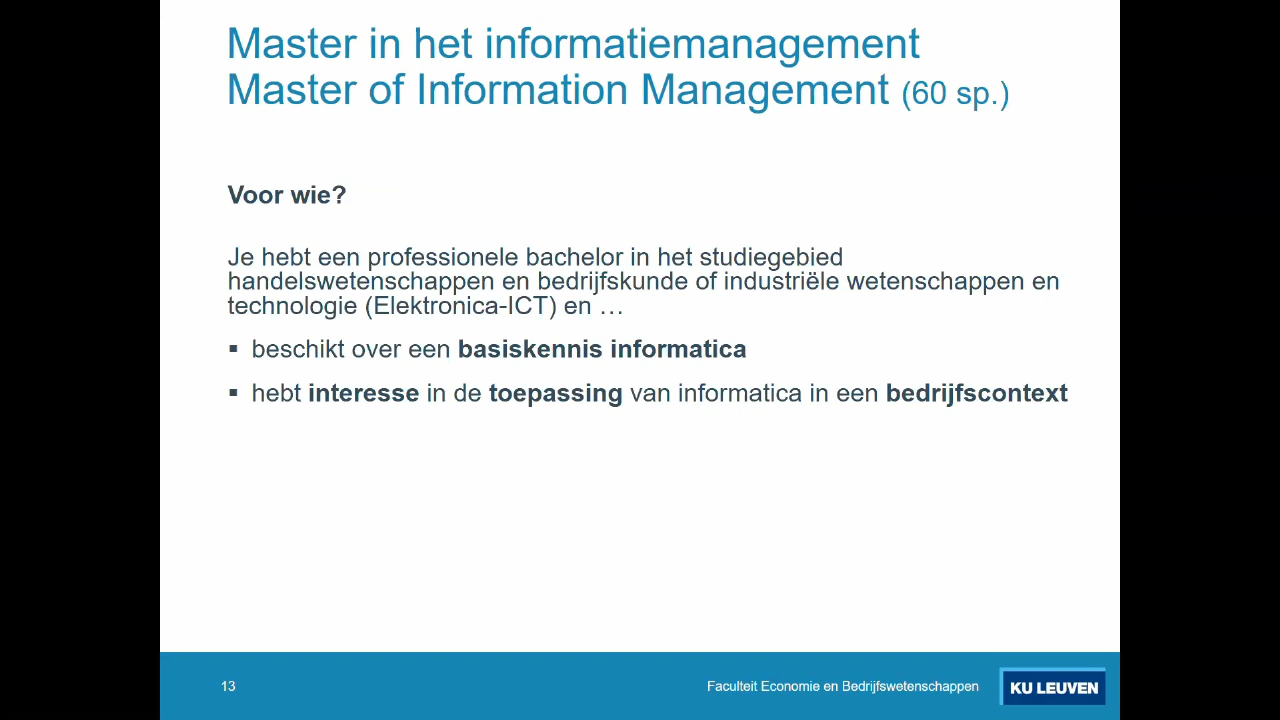 Master in het informatiemanagement
Master of Information Management (60 sp.)
Voor wie?
Je hebt een professionele bachelor in het studiegebied
handelswetenschappen en bedrijfskunde of industriële wetenschappen en
technologie (Elektronica-ICT) en …
▪ beschikt over een basiskennis informatica
▪ hebt interesse in de toepassing van informatica in een bedrijfscontext
13
Faculteit Economie en Bedrijfswetenschappen
KU LEUVEN